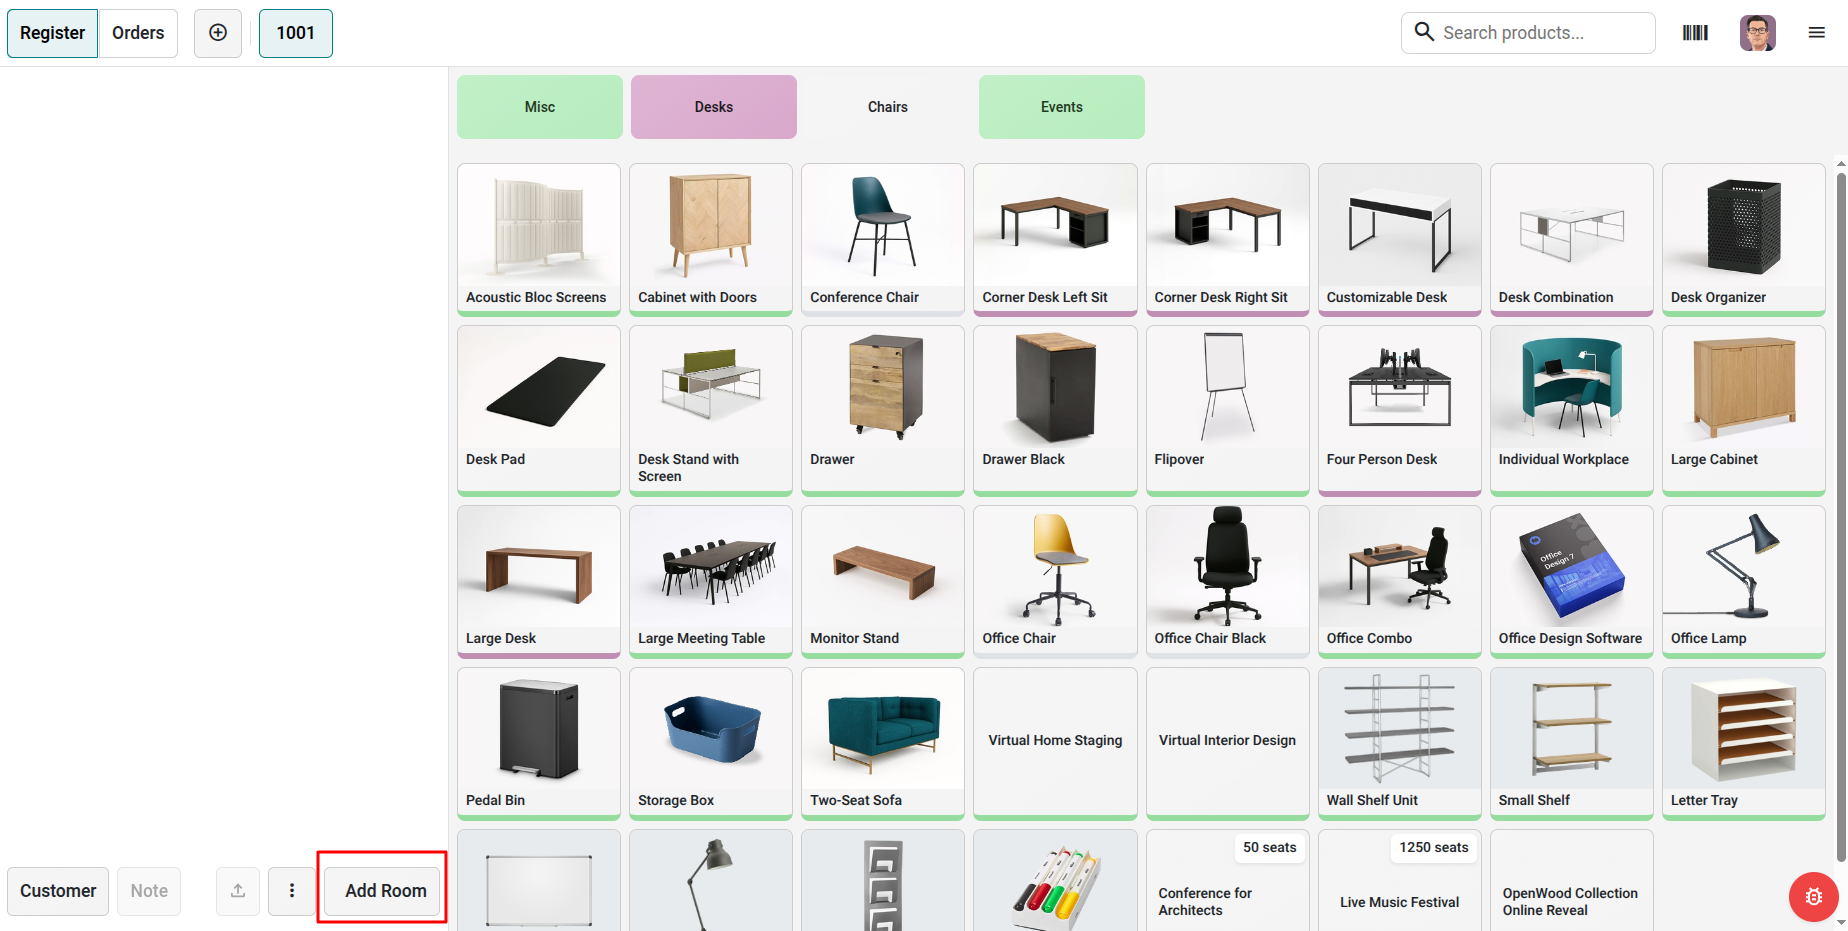 Register
Orders
1001
Search products...
Misc
Desks
Chairs
Events
Acoustic Bloc Screens
Cabinet with Doors
Conference Chair
Corner Desk Left Sit
Corner Desk Right Sit
Customizable Desk
Desk Combination
Desk Organizer
Desk Pad
Desk Stand with
Screen
Drawer
Drawer Black
Flipover
Four Person Desk
Individual Workplace
Large Cabinet
Office
Design 7
Large Desk
Large Meeting Table
Monitor Stand
Office Chair
Office Chair Black
Office Combo
Office Design Software
Office Lamp
Virtual Home Staging
Virtual Interior Design
Pedal Bin
Storage Box
Two-Seat Sofa
Wall Shelf Unit
Small Shelf
Letter Tray
50 seats
1250 seats
Conference for
Architects
Live Music Festival
OpenWood Collection
Online Reveal
Customer
Note
Add Room